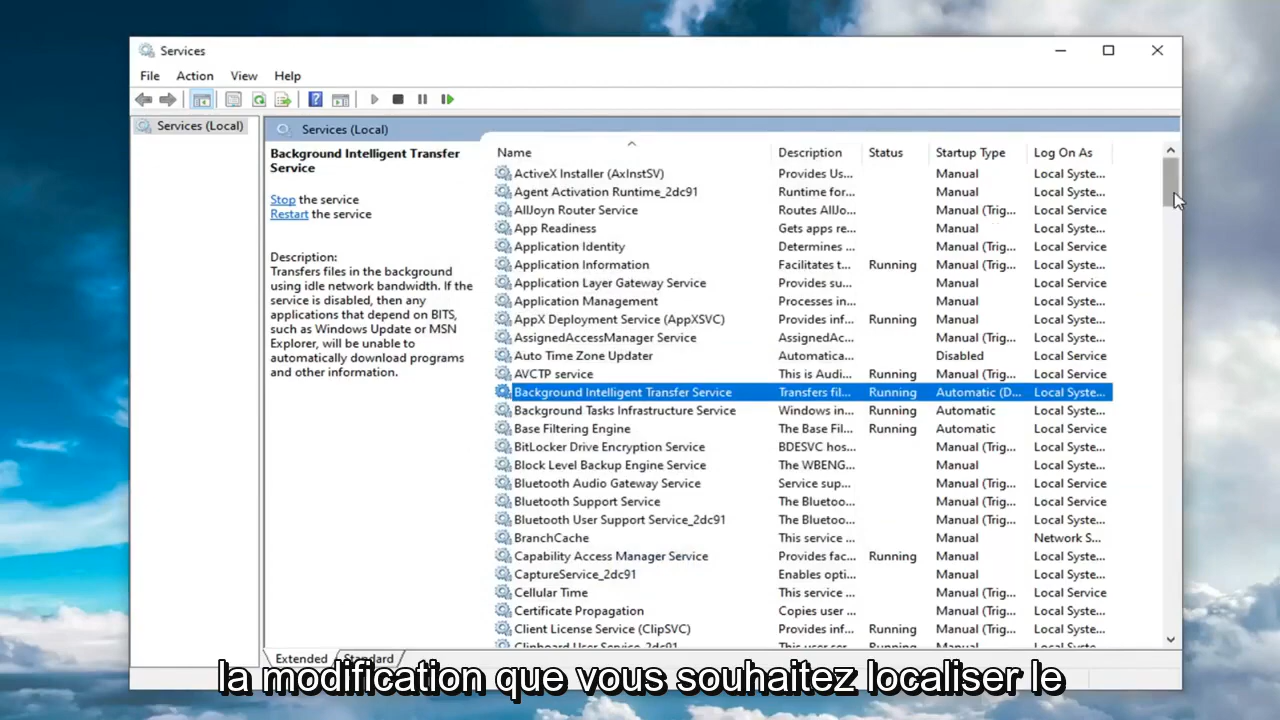 Services
File Action View Help
Services (Local)
Services (Local)
Background Intelligent Transfer Service
Stop the service
Restart the service
Description:
Transfers files in the background
using idle network bandwidth. If the
service is disabled, then any
applications that depend on BITS,
such as Windows Update or MSN
Explorer, will be unable to
automatically download programs
and other information.
Name Description Status Startup Type Log On As
ActiveX Installer (AxInstSV) Provides Us... Manual Local Syste...
Agent Activation Runtime_2dc91 Runtime for... Manual Local Syste...
AllJoyn Router Service Routes AllJo... Manual (Trig... Local Service
App Readiness Gets apps re... Manual Local Syste...
Application Identity Determines ... Manual (Trig... Local Service
Application Information Facilitates t... Running Manual (Trig... Local Syste...
Application Layer Gateway Service Provides su... Manual Local Service
Application Management Processes in... Manual Local Syste...
AppX Deployment Service (AppXSVC) Provides inf... Running Manual (Trig... Local Syste...
AssignedAccessManager Service AssignedAc... Manual (Trig... Local Syste...
Auto Time Zone Updater Automatica... Disabled Local Service
AVCTP service This is Audi... Running Manual (Trig... Local Service
Background Intelligent Transfer Service Transfers fil... Running Automatic (D... Local Syste...
Background Tasks Infrastructure Service Windows in... Running Automatic Local Syste...
Base Filtering Engine The Base Fil... Running Automatic Local Service
BitLocker Drive Encryption Service BDESVC hos... Manual (Trig... Local Syste...
Block Level Backup Engine Service The WBENG... Manual Local Syste...
Bluetooth Audio Gateway Service Service sup... Manual (Trig... Local Service
Bluetooth Support Service The Bluetoo... Manual (Trig... Local Service
Bluetooth User Support Service_2dc91 The Bluetoo... Manual (Trig... Local Syste...
BranchCache This service ... Manual Network S...
Capability Access Manager Service Provides fac... Running Manual Local Syste...
CaptureService_2dc91 Enables opti... Manual Local Syste...
Cellular Time This service ... Manual (Trig... Local Service
Certificate Propagation Copies user ... Manual (Trig... Local Syste...
Client License Service (ClipSVC) Provides inf... Running Manual (Trig... Local Syste...
Clipboard User Service_2dc91 This user ser... Running Manual Local Syste...
Extended Standard
la modification que vous souhaitez localiser le